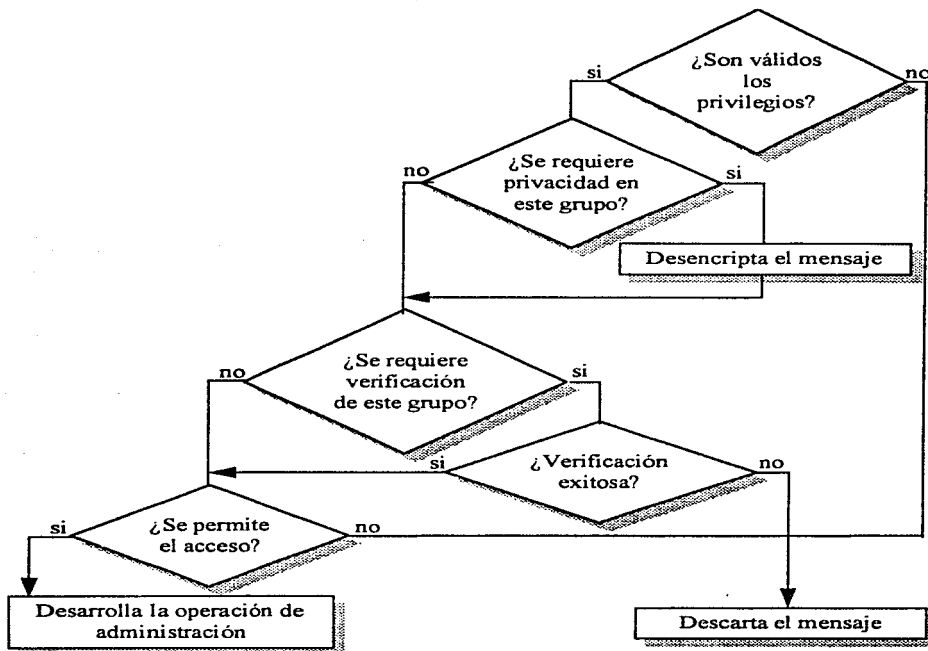 ¿Son válidos
los
privilegios?
si
no
¿Se requiere
privacidad en
este grupo?
no
si
Desencripta el mensaje
¿Se requiere
verificación
de este grupo?
no
si
¿Verificación
exitosa?
si
no
¿Se permite
el acceso?
si
no
Desarrolla la operación de
administración
Descarta el mensaje